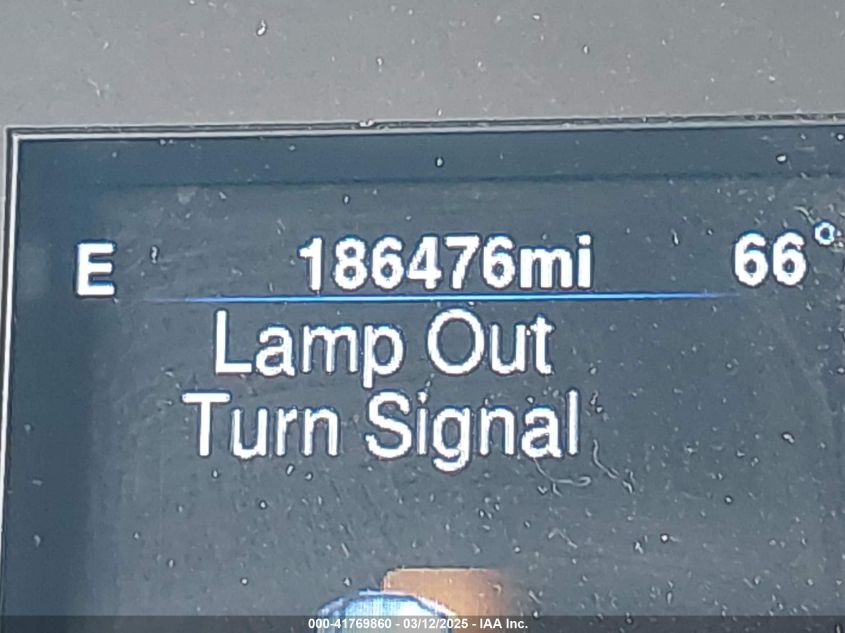 E 186476mi 66°
Lamp Out
Turn Signal
000-41769860 - 03/12/2025 - IAA Inc.